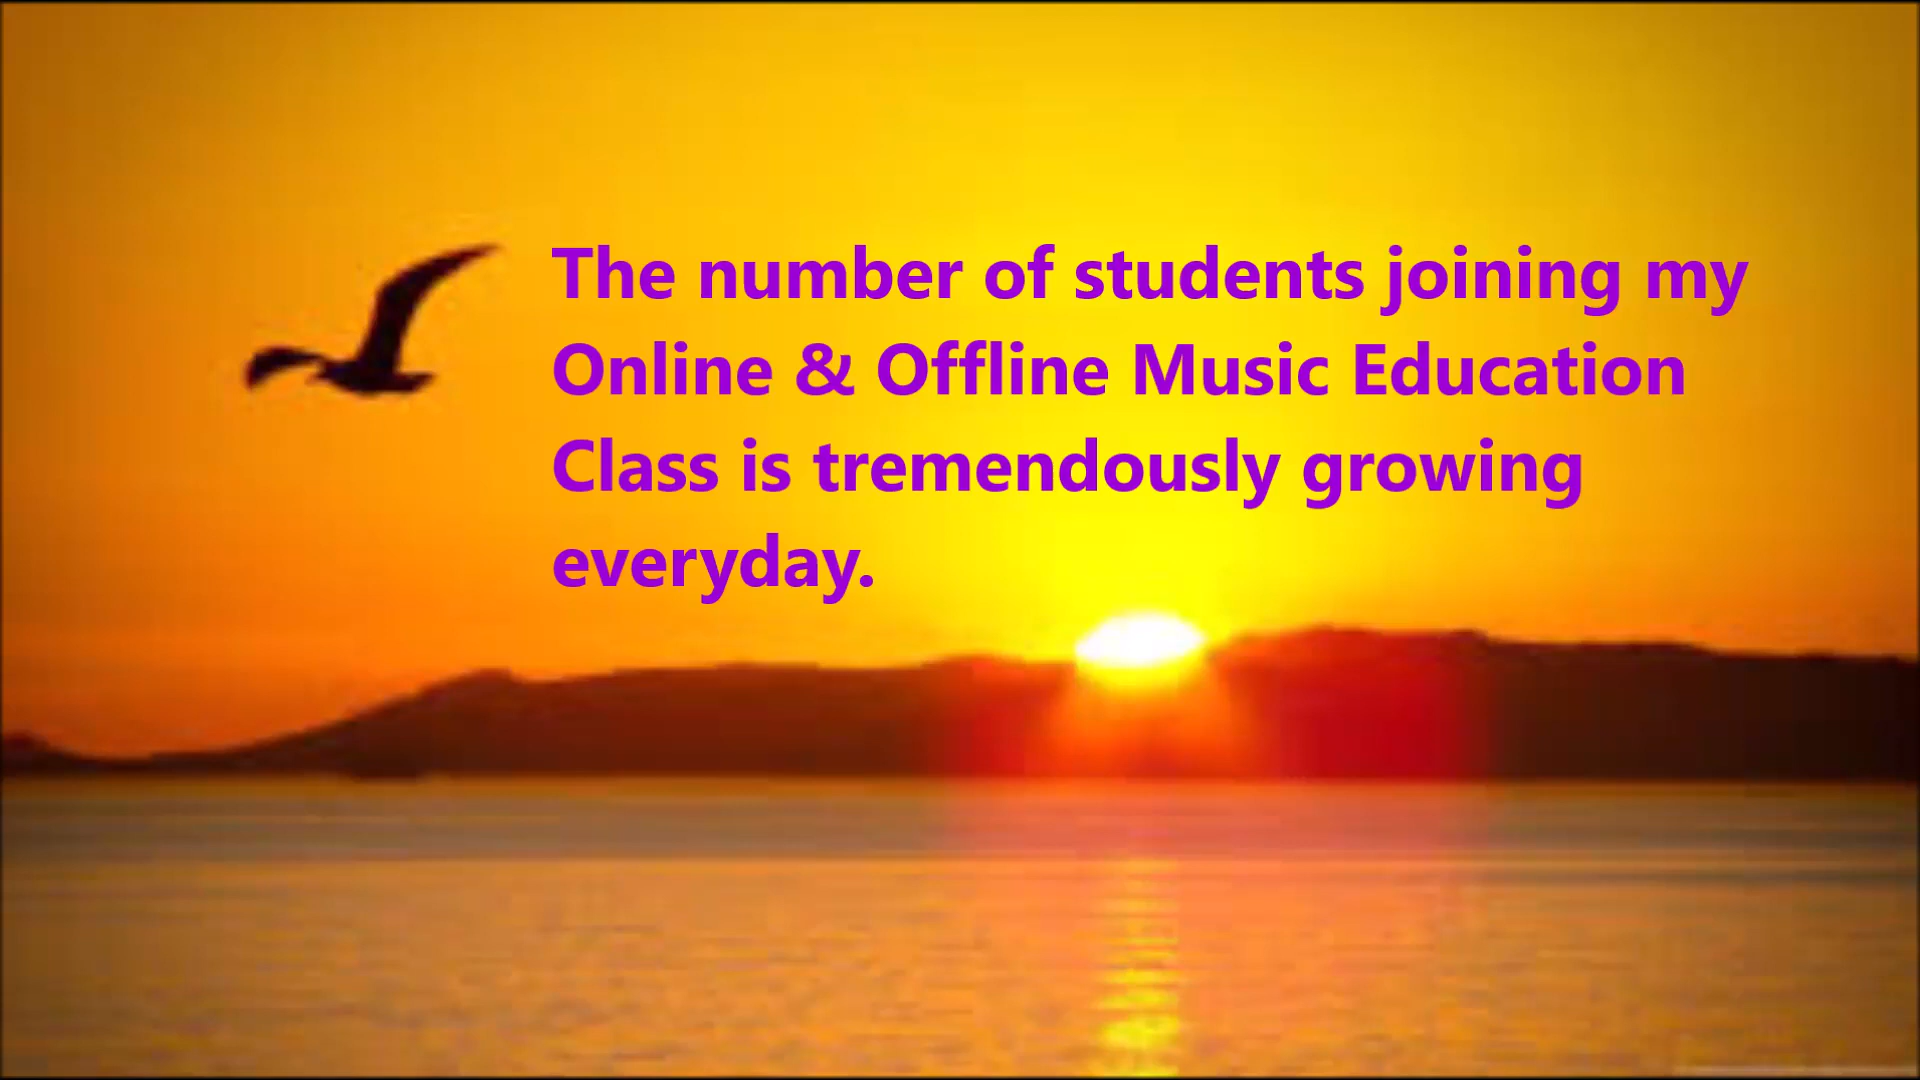 The number of students joining my
Online & Offline Music Education
Class is tremendously growing
everyday.